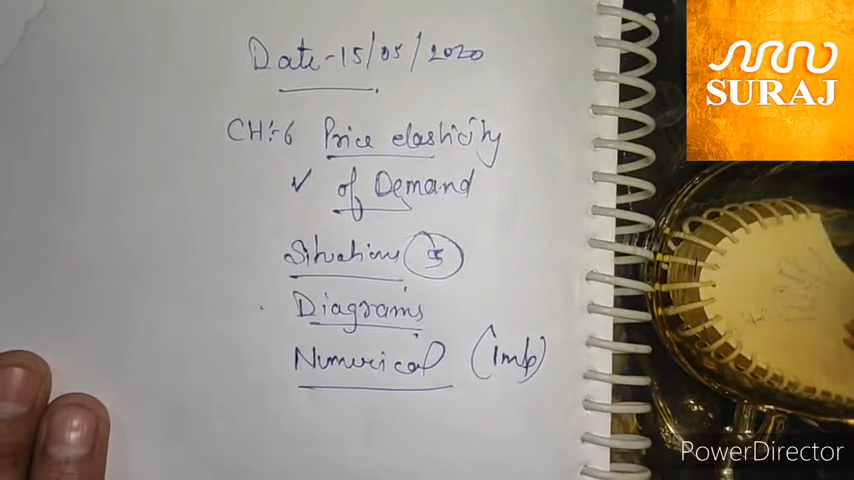 Date-15/05/2020
CH:-6 Price elasticity
✓ of Demand
Situations 5
Diagrams
Numerical (Imp)
SURAJ
PowerDirector